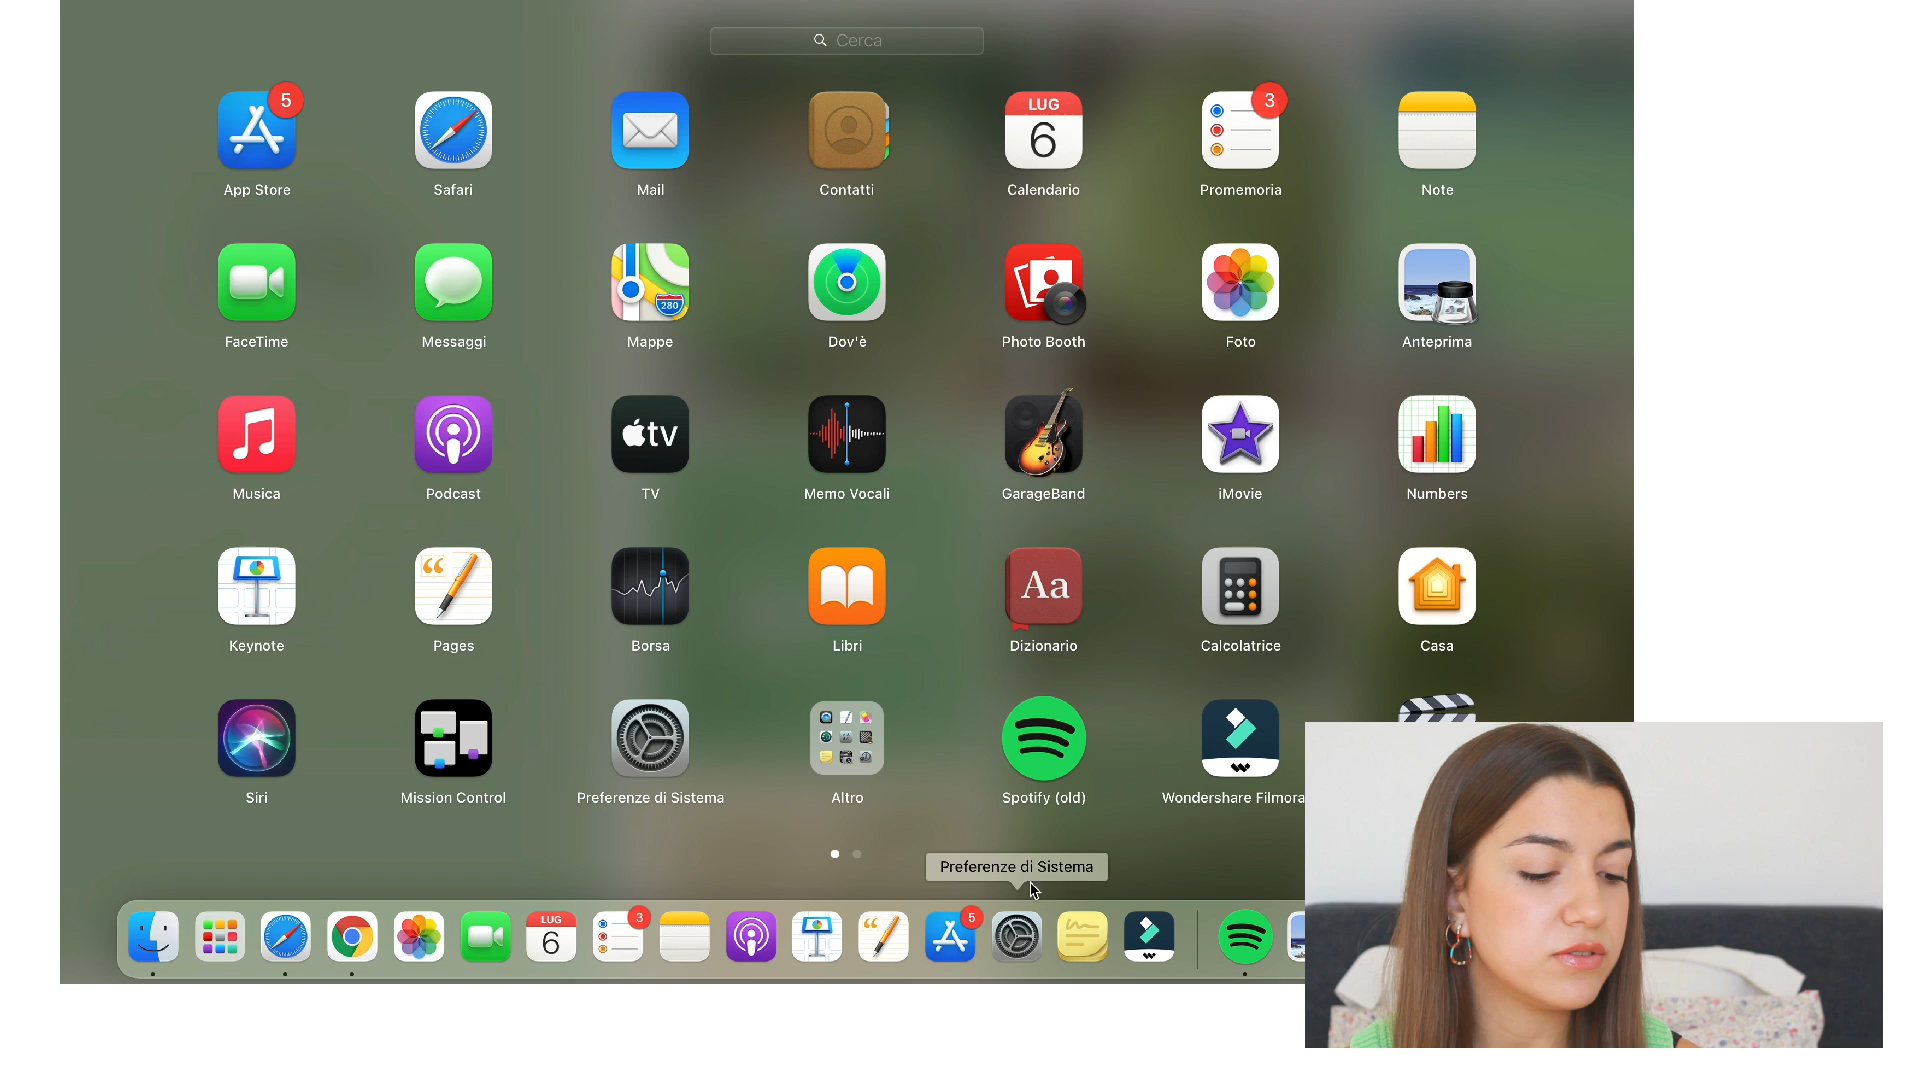 Cerca
5
3
LUG
6
App Store
Safari
Mail
Contatti
Calendario
Promemoria
Note
280
FaceTime
Messaggi
Mappe
Dov'è
Photo Booth
Foto
Anteprima
tv
Musica
Podcast
TV
Memo Vocali
GarageBand
iMovie
Numbers
“
Aa
Keynote
Pages
Borsa
Libri
Dizionario
Calcolatrice
Casa
Siri
Mission Control
Preferenze di Sistema
Altro
Spotify (old)
Wondershare Filmora
Preferenze di Sistema
LUG
6
3
5